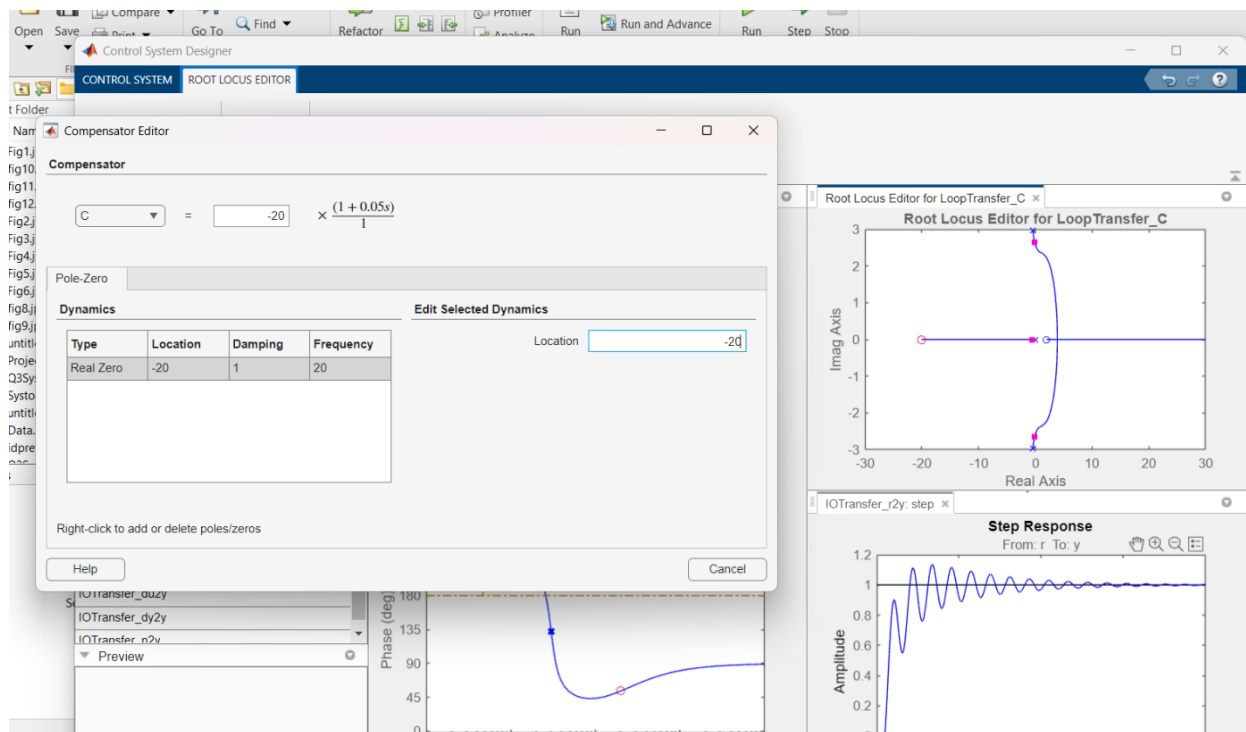 Compare
Profiler
Open Save Print Go To Find Refactor Analyze Run Run and Advance Run Step Stop
Control System Designer
CONTROL SYSTEM ROOT LOCUS EDITOR
t Folder
Nam
Fig1.j
fig10.
fig11.
fig12.
Fig2.j
Fig3.j
Fig4.j
Fig5.j
Fig6.j
fig8.j
fig9.j
untitl
Projec
Q3Sys
Systo
untitl
Data.
idpre
Compensator Editor
Compensator
C = -20 × (1 + 0.05s)
1
Pole-Zero
Dynamics
Type Location Damping Frequency
Real Zero -20 1 20
Edit Selected Dynamics
Location -20
Right-click to add or delete poles/zeros
Help Cancel
IOTransfer_du2y
IOTransfer_dy2y
IOTransfer_n2y
Preview
Phase (deg)
180
135
90
45
0
Root Locus Editor for LoopTransfer_C
Root Locus Editor for LoopTransfer_C
3
2
1
0
-1
-2
-3
Imag Axis
-30 -20 -10 0 10 20 30
Real Axis
IOTransfer_r2y: step
Step Response
From: r To: y
1.2
1
0.8
0.6
0.4
0.2
Amplitude